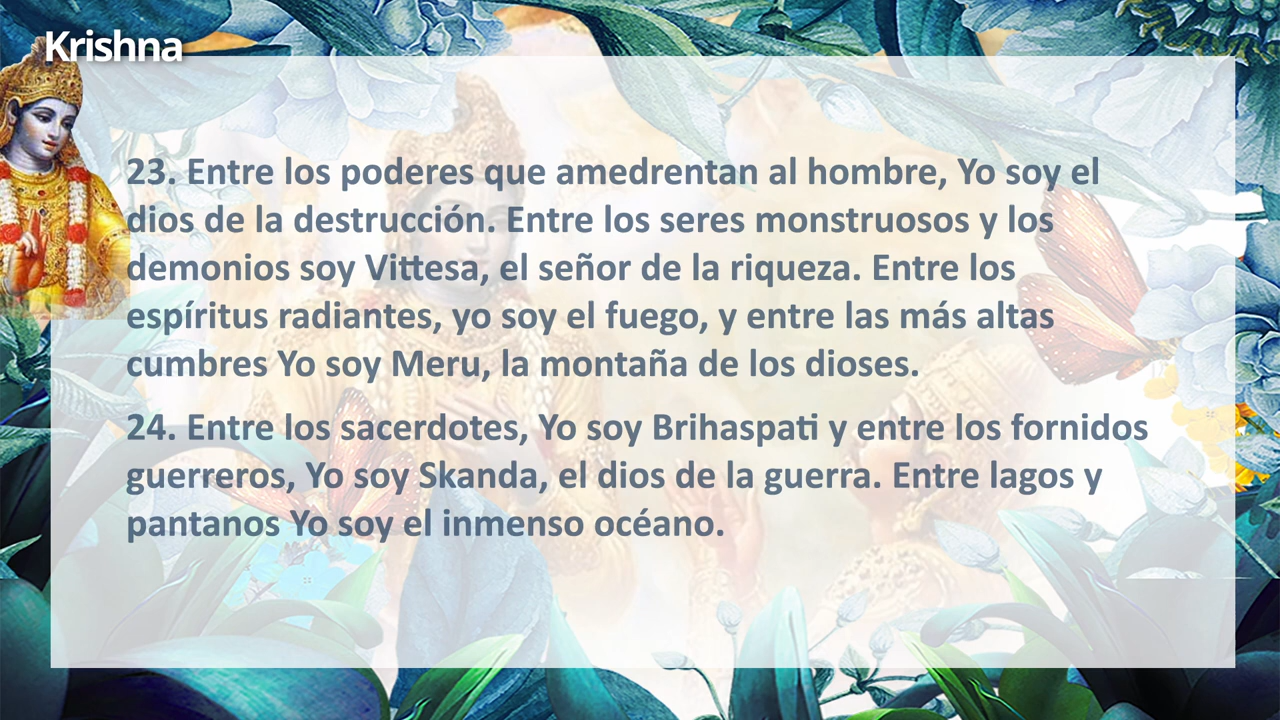 Krishna
23. Entre los poderes que amedrentan al hombre, Yo soy el
dios de la destrucción. Entre los seres monstruosos y los
demonios soy Vittesa, el señor de la riqueza. Entre los
espíritus radiantes, yo soy el fuego, y entre las más altas
cumbres Yo soy Meru, la montaña de los dioses.
24. Entre los sacerdotes, Yo soy Brihaspati y entre los fornidos
guerreros, Yo soy Skanda, el dios de la guerra. Entre lagos y
pantanos Yo soy el inmenso océano.